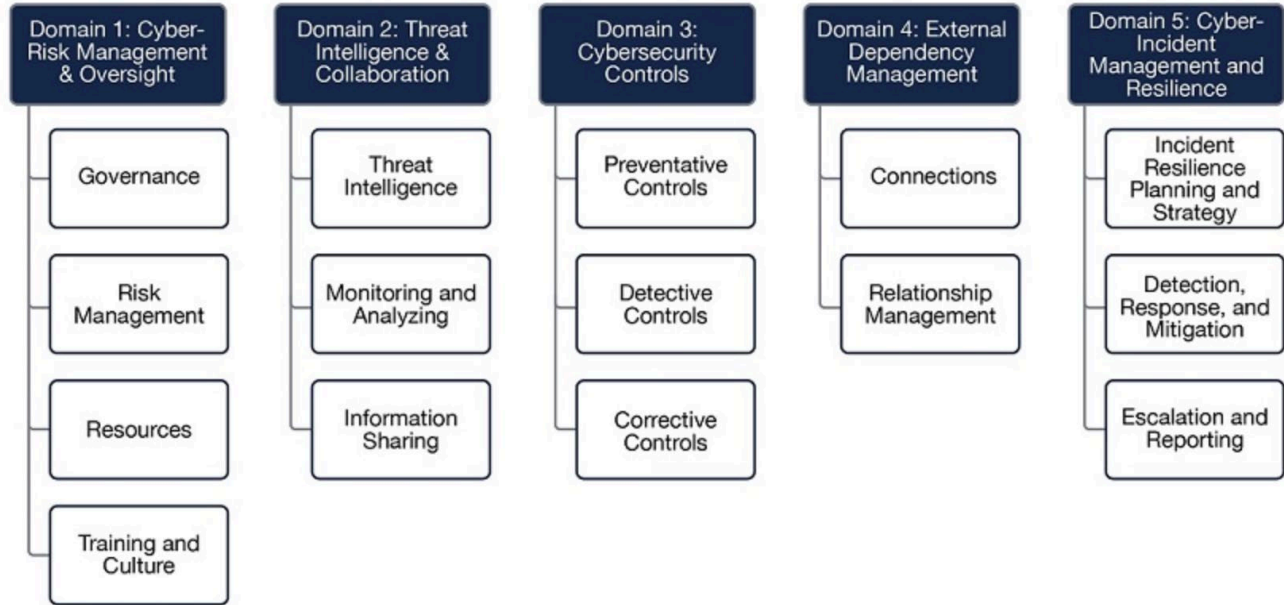 Domain 1: Cyber-
Risk Management
& Oversight
Governance
Risk
Management
Resources
Training and
Culture
Domain 2: Threat
Intelligence &
Collaboration
Threat
Intelligence
Monitoring and
Analyzing
Information
Sharing
Domain 3:
Cybersecurity
Controls
Preventative
Controls
Detective
Controls
Corrective
Controls
Domain 4: External
Dependency
Management
Connections
Relationship
Management
Domain 5: Cyber-
Incident
Management and
Resilience
Incident
Resilience
Planning and
Strategy
Detection,
Response, and
Mitigation
Escalation and
Reporting